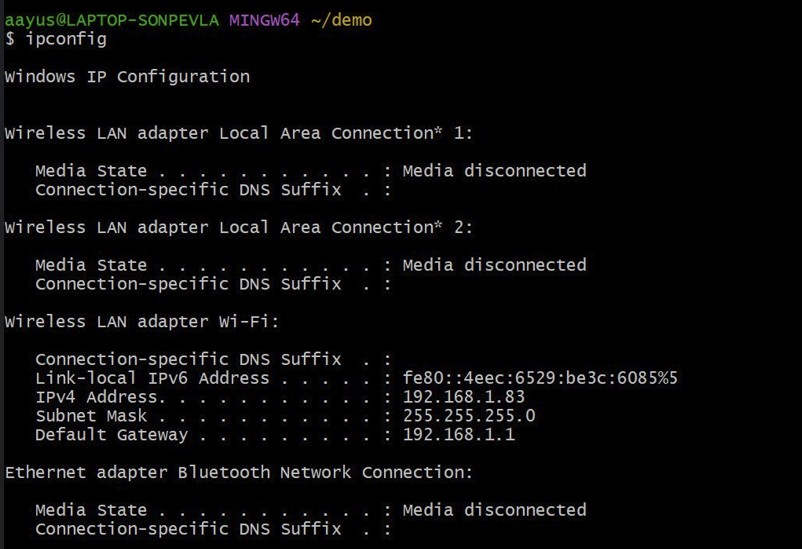 aayus@LAPTOP-SONPEVLA MINGW64 ~/demo
$ ipconfig
Windows IP Configuration
Wireless LAN adapter Local Area Connection* 1:
Media State . . . . . . . . . . . : Media disconnected
Connection-specific DNS Suffix  . :
Wireless LAN adapter Local Area Connection* 2:
Media State . . . . . . . . . . . : Media disconnected
Connection-specific DNS Suffix  . :
Wireless LAN adapter Wi-Fi:
Connection-specific DNS Suffix  . :
Link-local IPv6 Address . . . . . : fe80::4eec:6529:be3c:6085%5
IPv4 Address. . . . . . . . . . . : 192.168.1.83
Subnet Mask . . . . . . . . . . . : 255.255.255.0
Default Gateway . . . . . . . . . : 192.168.1.1
Ethernet adapter Bluetooth Network Connection:
Media State . . . . . . . . . . . : Media disconnected
Connection-specific DNS Suffix  . :